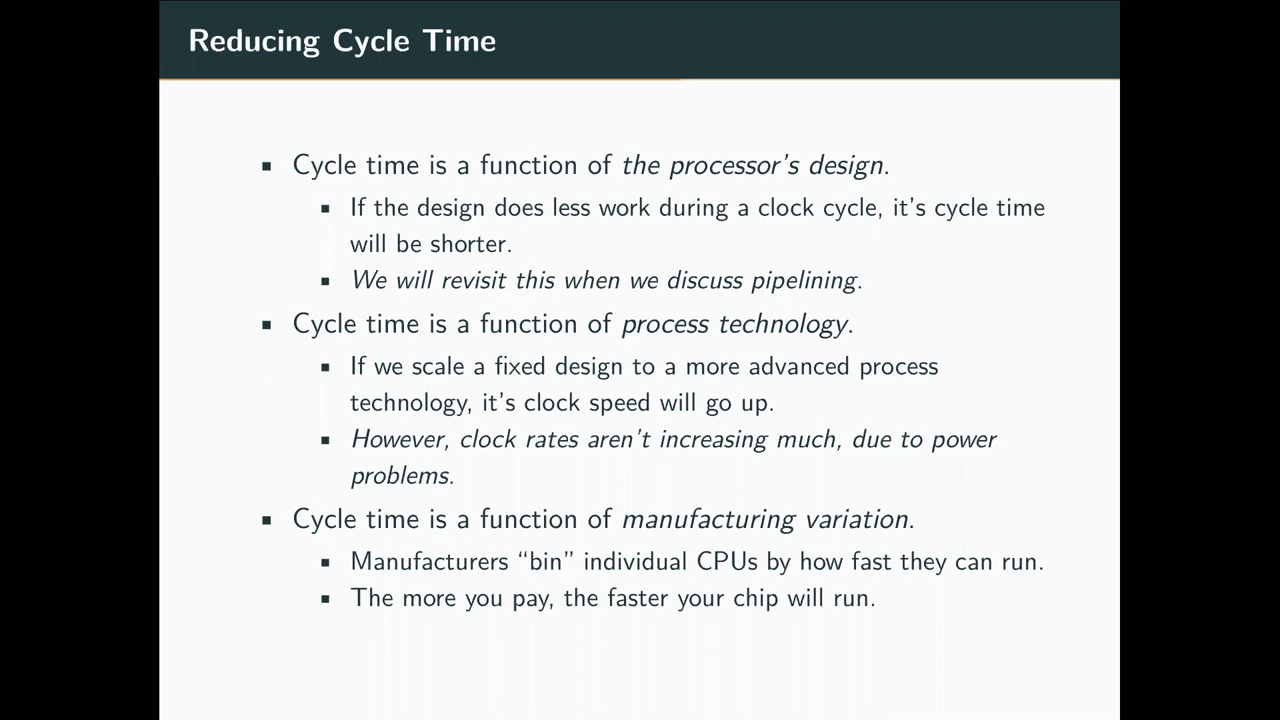 Reducing Cycle Time
▪ Cycle time is a function of the processor's design.
▪ If the design does less work during a clock cycle, it's cycle time
will be shorter.
▪ We will revisit this when we discuss pipelining.
▪ Cycle time is a function of process technology.
▪ If we scale a fixed design to a more advanced process
technology, it's clock speed will go up.
▪ However, clock rates aren't increasing much, due to power
problems.
▪ Cycle time is a function of manufacturing variation.
▪ Manufacturers “bin” individual CPUs by how fast they can run.
▪ The more you pay, the faster your chip will run.